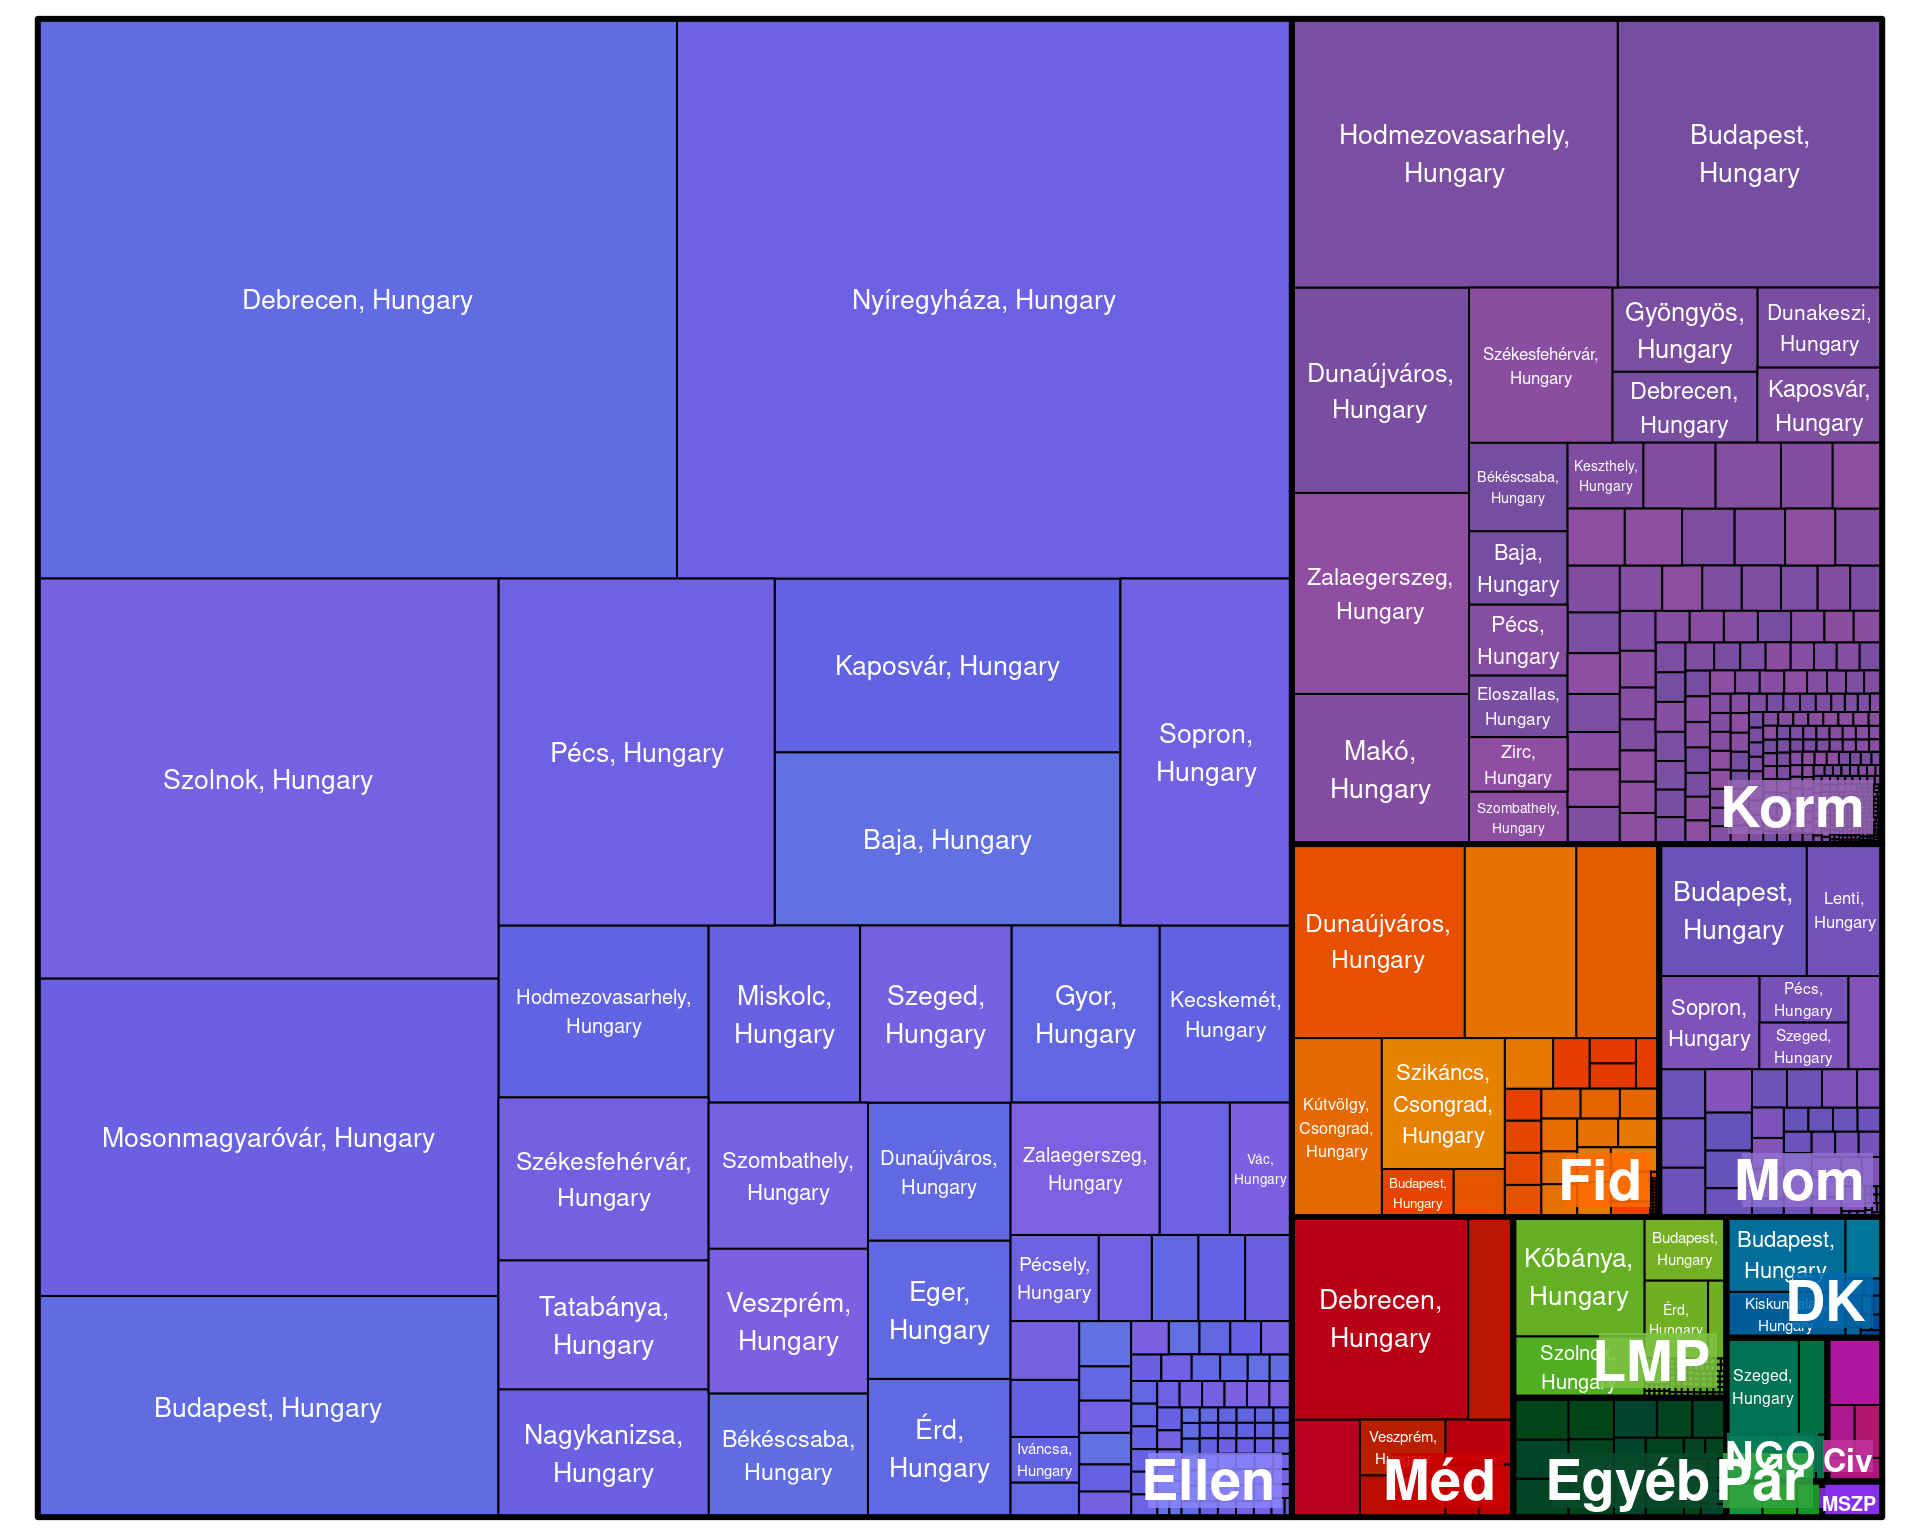 Debrecen, Hungary
Nyíregyháza, Hungary
Szolnok, Hungary
Pécs, Hungary
Kaposvár, Hungary
Baja, Hungary
Sopron,
Hungary
Mosonmagyaróvár, Hungary
Budapest, Hungary
Hodmezovasarhely,
Hungary
Miskolc,
Hungary
Szeged,
Hungary
Gyor,
Hungary
Kecskemét,
Hungary
Székesfehérvár,
Hungary
Szombathely,
Hungary
Dunaújváros,
Hungary
Zalaegerszeg,
Hungary
Vác,
Hungary
Tatabánya,
Hungary
Veszprém,
Hungary
Eger,
Hungary
Pécsely,
Hungary
Nagykanizsa,
Hungary
Békéscsaba,
Hungary
Érd,
Hungary
Iváncsa,
Hungary
Ellen
Hodmezovasarhely,
Hungary
Budapest,
Hungary
Dunaújváros,
Hungary
Székesfehérvár,
Hungary
Gyöngyös,
Hungary
Dunakeszi,
Hungary
Debrecen,
Hungary
Kaposvár,
Hungary
Zalaegerszeg,
Hungary
Békéscsaba,
Hungary
Keszthely,
Hungary
Baja,
Hungary
Pécs,
Hungary
Eloszallas,
Hungary
Makó,
Hungary
Zirc,
Hungary
Szombathely,
Hungary
Korm
Dunaújváros,
Hungary
Kútvölgy,
Csongrad,
Hungary
Szikáncs,
Csongrad,
Hungary
Budapest,
Hungary
Fid
Budapest,
Hungary
Lenti,
Hungary
Sopron,
Hungary
Pécs,
Hungary
Szeged,
Hungary
Mom
Debrecen,
Hungary
Veszprém,
Méd
Kőbánya,
Hungary
Budapest,
Hungary
Érd,
Hungary
Szolnok,
Hungary
LMP
Budapest,
Hungary
Hungary
DK
Szeged,
Hungary
NGO
Civ
Egyéb
Pár
MSZP